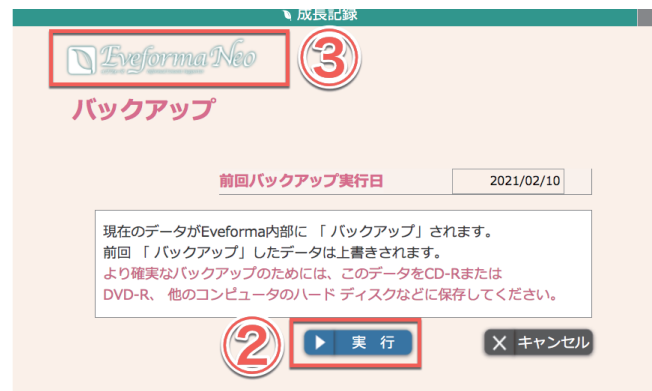 成長記録
Eveforma Neo
③
バックアップ
前回バックアップ実行日 2021/02/10
現在のデータがEveforma内部に 「 バックアップ」されます。
前回 「 バックアップ」したデータは上書きされます。
より確実なバックアップのためには、このデータをCD-Rまたは
DVD-R、 他のコンピュータのハード ディスクなどに保存してください。
② 実 行 キャンセル